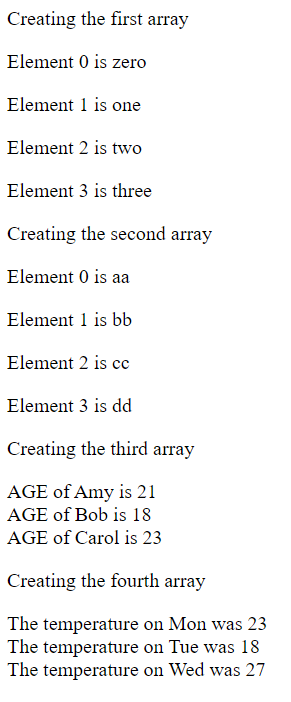 Creating the first array
Element 0 is zero
Element 1 is one
Element 2 is two
Element 3 is three
Creating the second array
Element 0 is aa
Element 1 is bb
Element 2 is cc
Element 3 is dd
Creating the third array
AGE of Amy is 21
AGE of Bob is 18
AGE of Carol is 23
Creating the fourth array
The temperature on Mon was 23
The temperature on Tue was 18
The temperature on Wed was 27